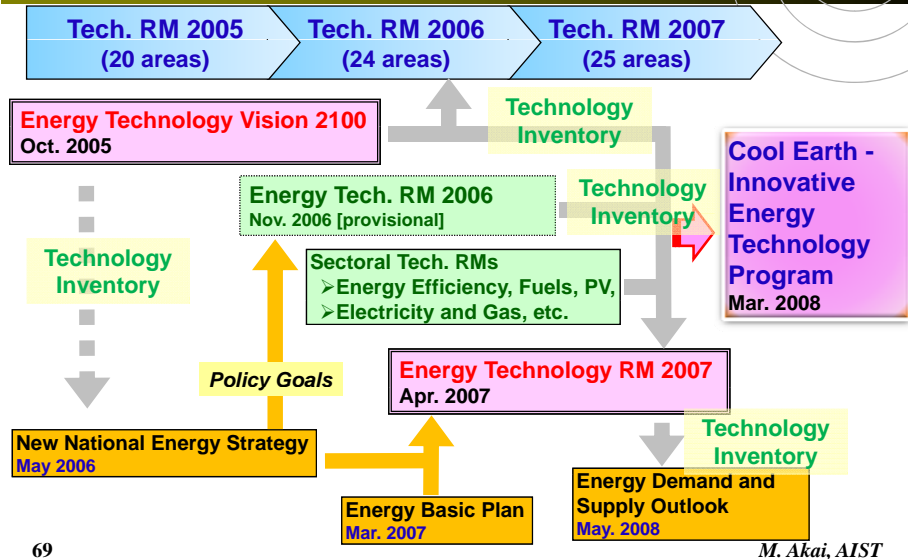 Tech. RM 2005
(20 areas)
Tech. RM 2006
(24 areas)
Tech. RM 2007
(25 areas)
Energy Technology Vision 2100
Oct. 2005
Technology
Inventory
Cool Earth -
Innovative
Energy
Technology
Program
Mar. 2008
Energy Tech. RM 2006
Nov. 2006 [provisional]
Technology
Inventory
Technology
Inventory
Sectoral Tech. RMs
➢Energy Efficiency, Fuels, PV,
➢Electricity and Gas, etc.
Policy Goals
Energy Technology RM 2007
Apr. 2007
New National Energy Strategy
May 2006
Technology
Inventory
Energy Basic Plan
Mar. 2007
Energy Demand and
Supply Outlook
May. 2008
69
M. Akai, AIST